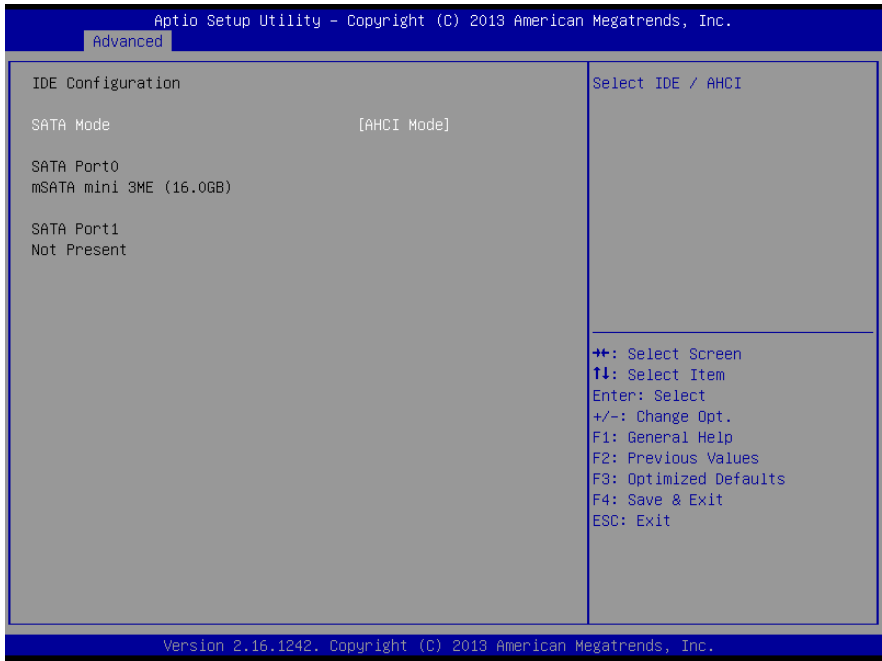 Aptio Setup Utility – Copyright (C) 2013 American Megatrends, Inc.
Advanced
IDE Configuration
SATA Mode [AHCI Mode]
SATA Port0
mSATA mini 3ME (16.0GB)
SATA Port1
Not Present
Select IDE / AHCI
→←: Select Screen
↑↓: Select Item
Enter: Select
+/-: Change Opt.
F1: General Help
F2: Previous Values
F3: Optimized Defaults
F4: Save & Exit
ESC: Exit
Version 2.16.1242. Copyright (C) 2013 American Megatrends, Inc.